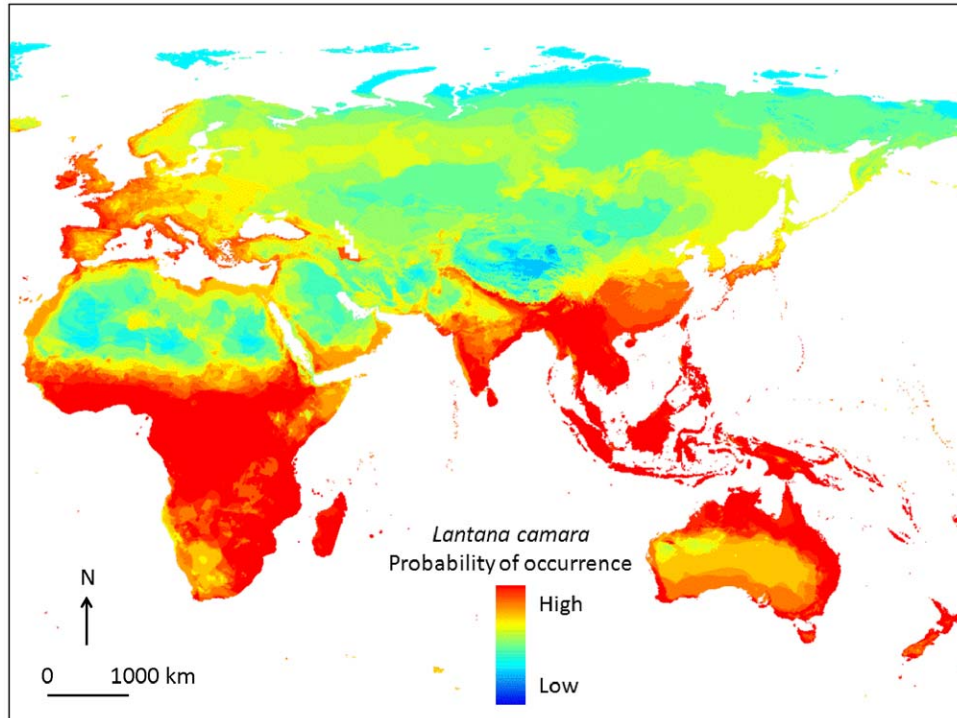 Lantana camara
Probability of occurrence
High
Low
N
0 1000 km